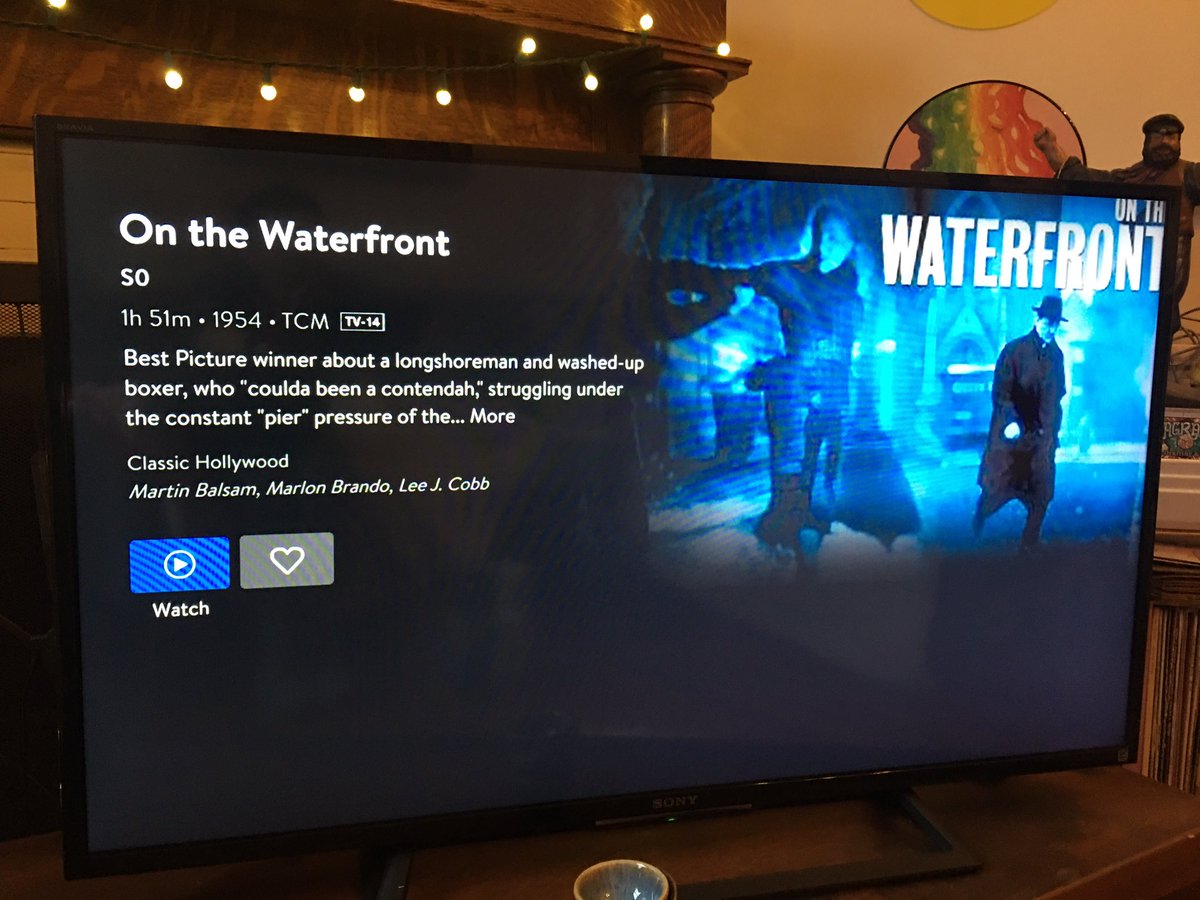 BRAVIA
On the Waterfront
S0
1h 51m • 1954 • TCM TV-14
Best Picture winner about a longshoreman and washed-up
boxer, who "coulda been a contendah," struggling under
the constant "pier" pressure of the... More
Classic Hollywood
Martin Balsam, Marlon Brando, Lee J. Cobb
Watch
ON TH
WATERFRONT
SONY